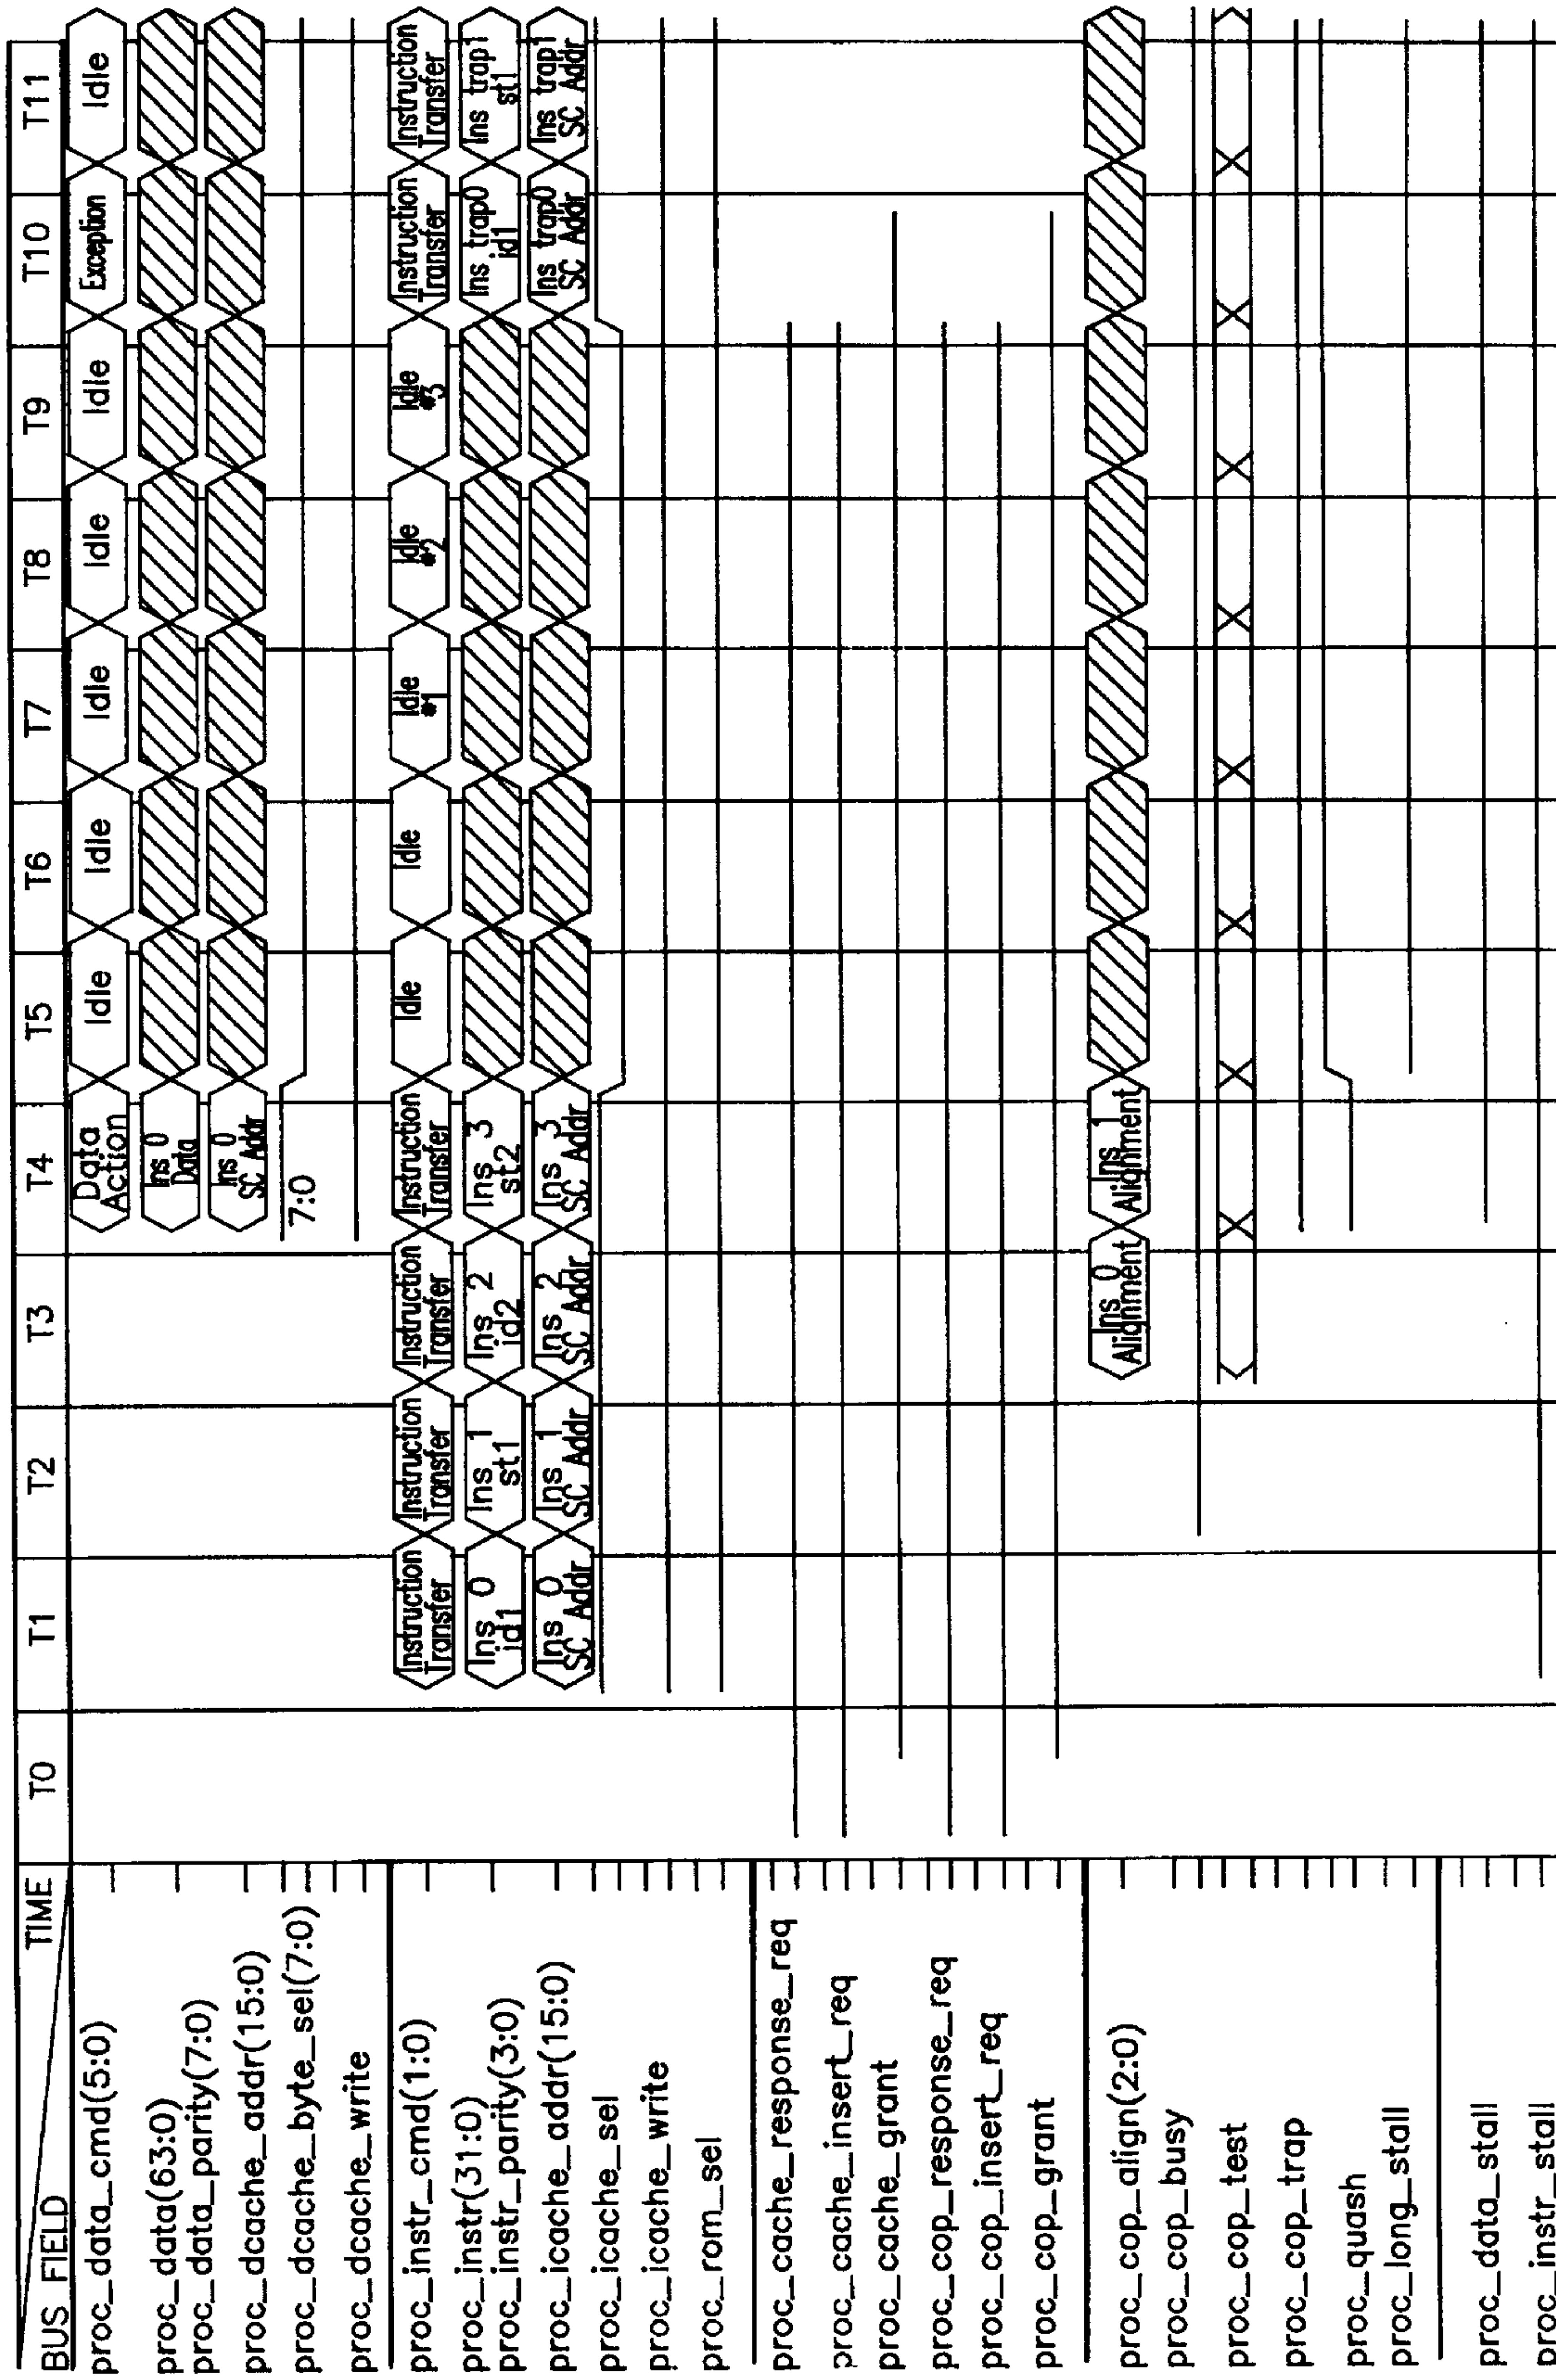 BUS FIELD TIME T0 T1 T2 T3 T4 T5 T6 T7 T8 T9 T10 T11
proc_data_cmd(5:0) Data Action Idle Idle Idle Idle Idle Exception Idle
proc_data(63:0)
proc_data_parity(7:0) Ins 0 Data
proc_dcache_addr(15:0) Ins 0 SC Addr
proc_dcache_byte_sel(7:0) 7:0
proc_dcache_write
proc_instr_cmd(1:0) Instruction Transfer Instruction Transfer Instruction Transfer Instruction Transfer Idle Idle Idle #1 Idle #2 Idle #3 Instruction Transfer Instruction Transfer
proc_instr(31:0)
proc_instr_parity(3:0) Ins 0 id1 Ins 1 st1 Ins 2 id2 Ins 3 st2 Ins trap0 id1 Ins trap1 st1
proc_icache_addr(15:0) Ins 0 SC Addr Ins 1 SC Addr Ins 2 SC Addr Ins 3 SC Addr Ins trap0 SC Addr Ins trap1 SC Addr
proc_icache_sel
proc_icache_write
proc_rom_sel
proc_cache_response_req
proc_cache_insert_req
proc_cache_grant
proc_cop_response_req
proc_cop_insert_req
proc_cop_grant
proc_cop_align(2:0) Ins 0 Alignment Ins 1 Alignment
proc_cop_busy
proc_cop_test
proc_cop_trap
proc_quash
proc_long_stall
proc_data_stall
proc_instr_stall